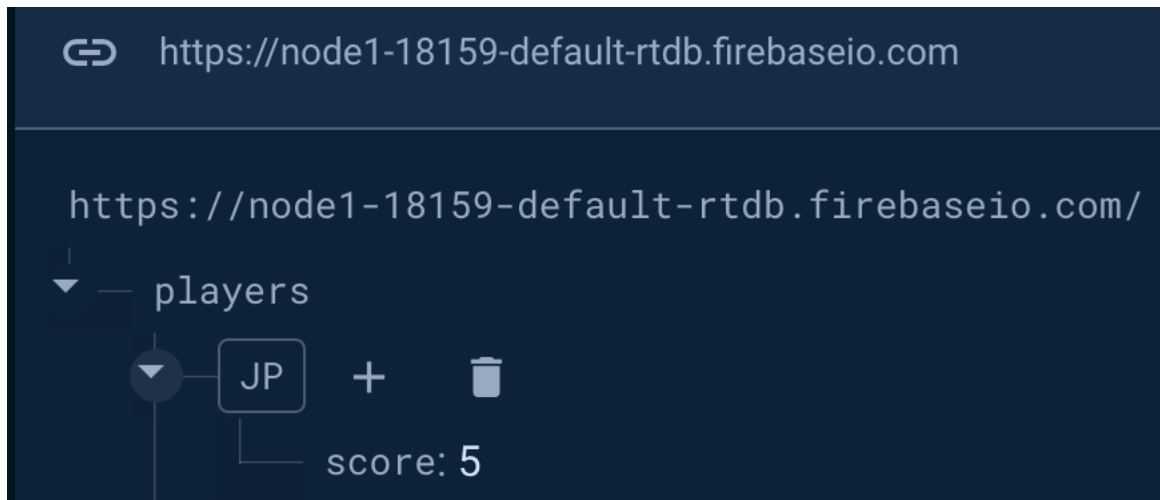 https://node1-18159-default-rtdb.firebaseio.com
https://node1-18159-default-rtdb.firebaseio.com/
players
JP
score: 5